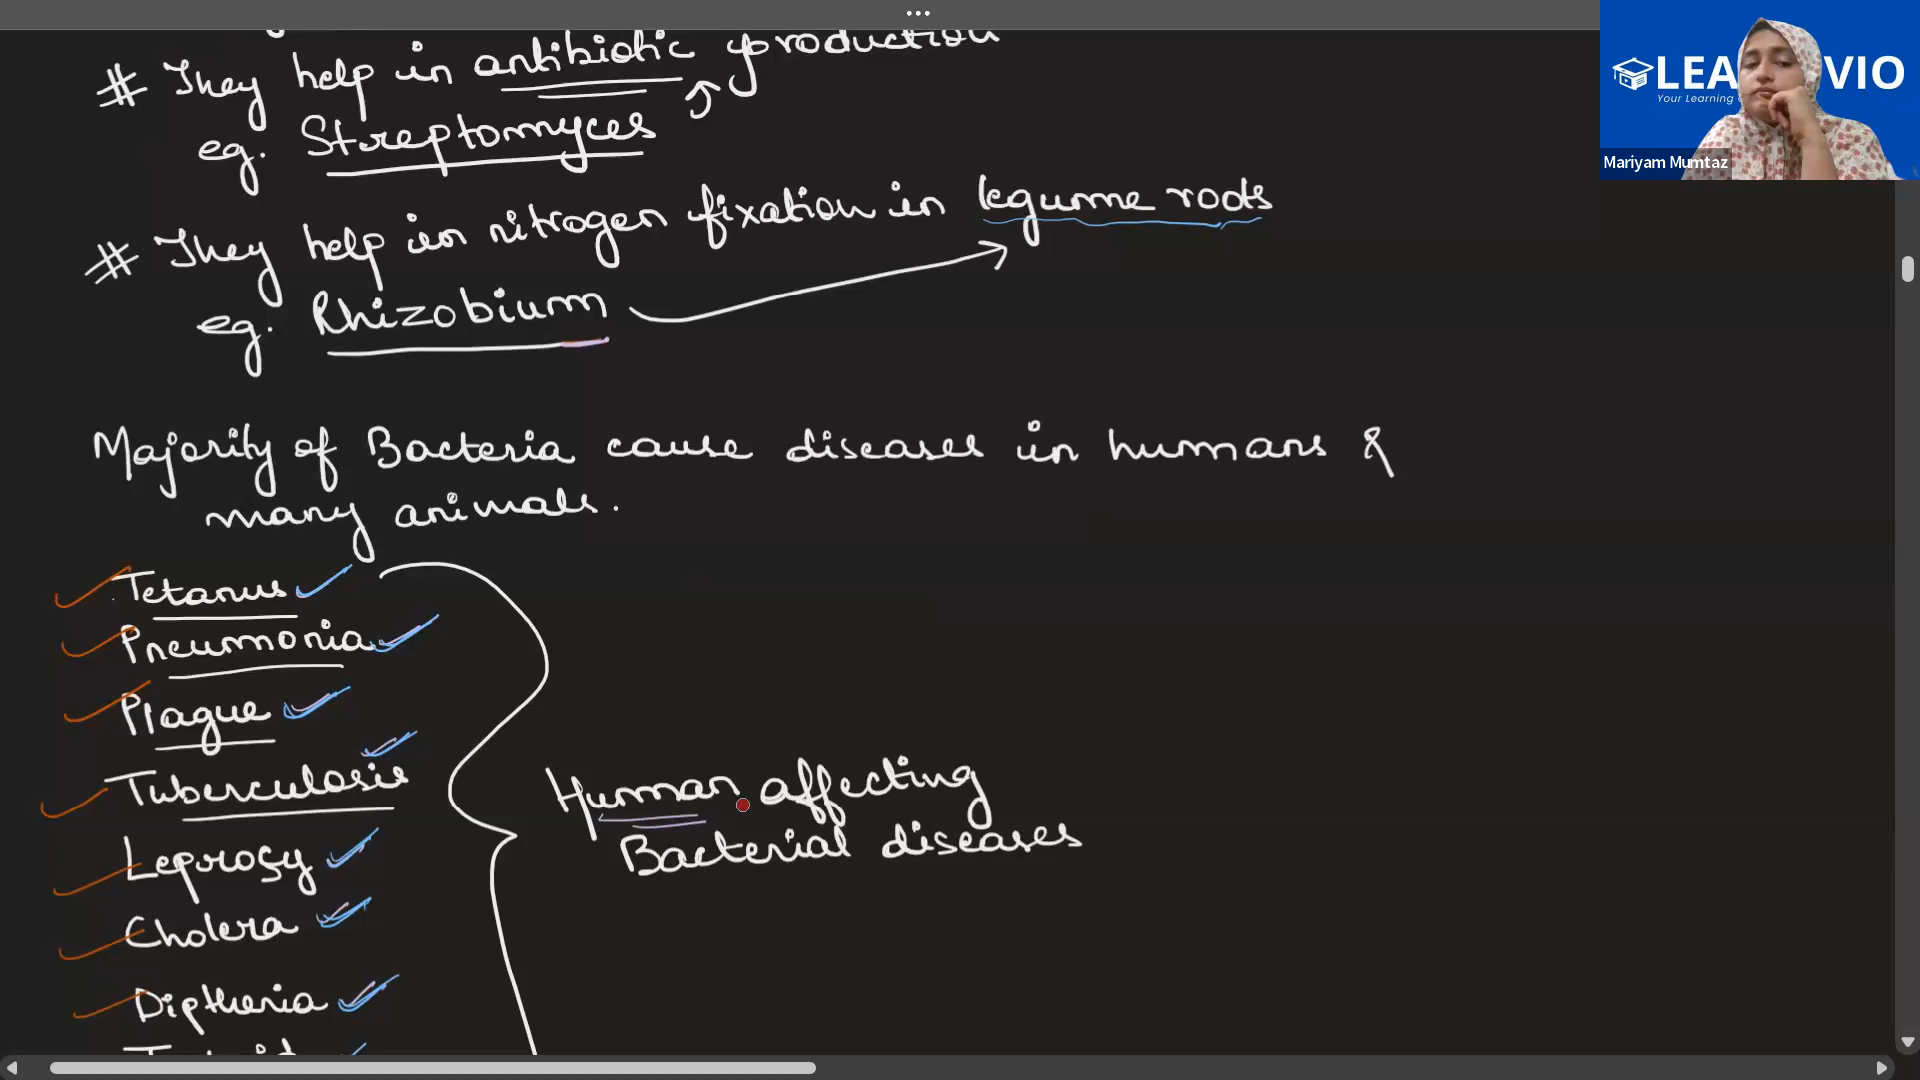 # They help in antibiotic production
eg. Streptomyces
# They help in nitrogen fixation in legume roots
eg. Rhizobium
Majority of Bacteria cause diseases in humans &
many animals.
Tetanus
Pneumonia
Plague
Tuberculosis
Leprosy
Cholera
Diptheria
Human affecting
Bacterial diseases
LEA VIO
Your Learning
Mariyam Mumtaz